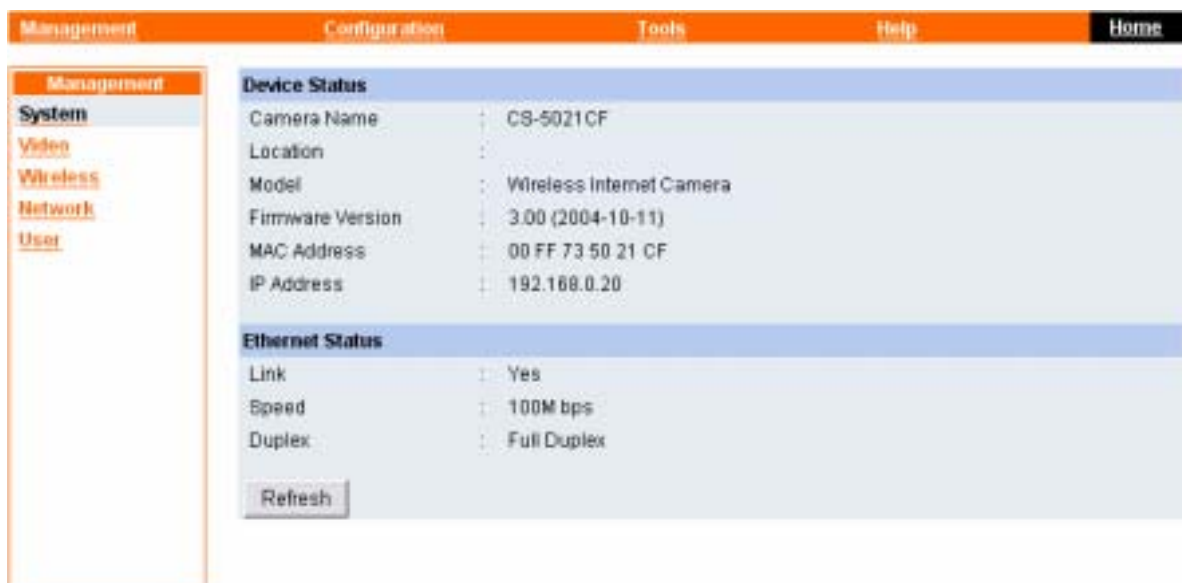 Management Configuration Tools Help Home
Management
System
Video
Wireless
Network
User
Device Status
Camera Name : CS-5021CF
Location :
Model : Wireless Internet Camera
Firmware Version : 3.00 (2004-10-11)
MAC Address : 00 FF 73 50 21 CF
IP Address : 192.168.0.20
Ethernet Status
Link : Yes
Speed : 100M bps
Duplex : Full Duplex
Refresh